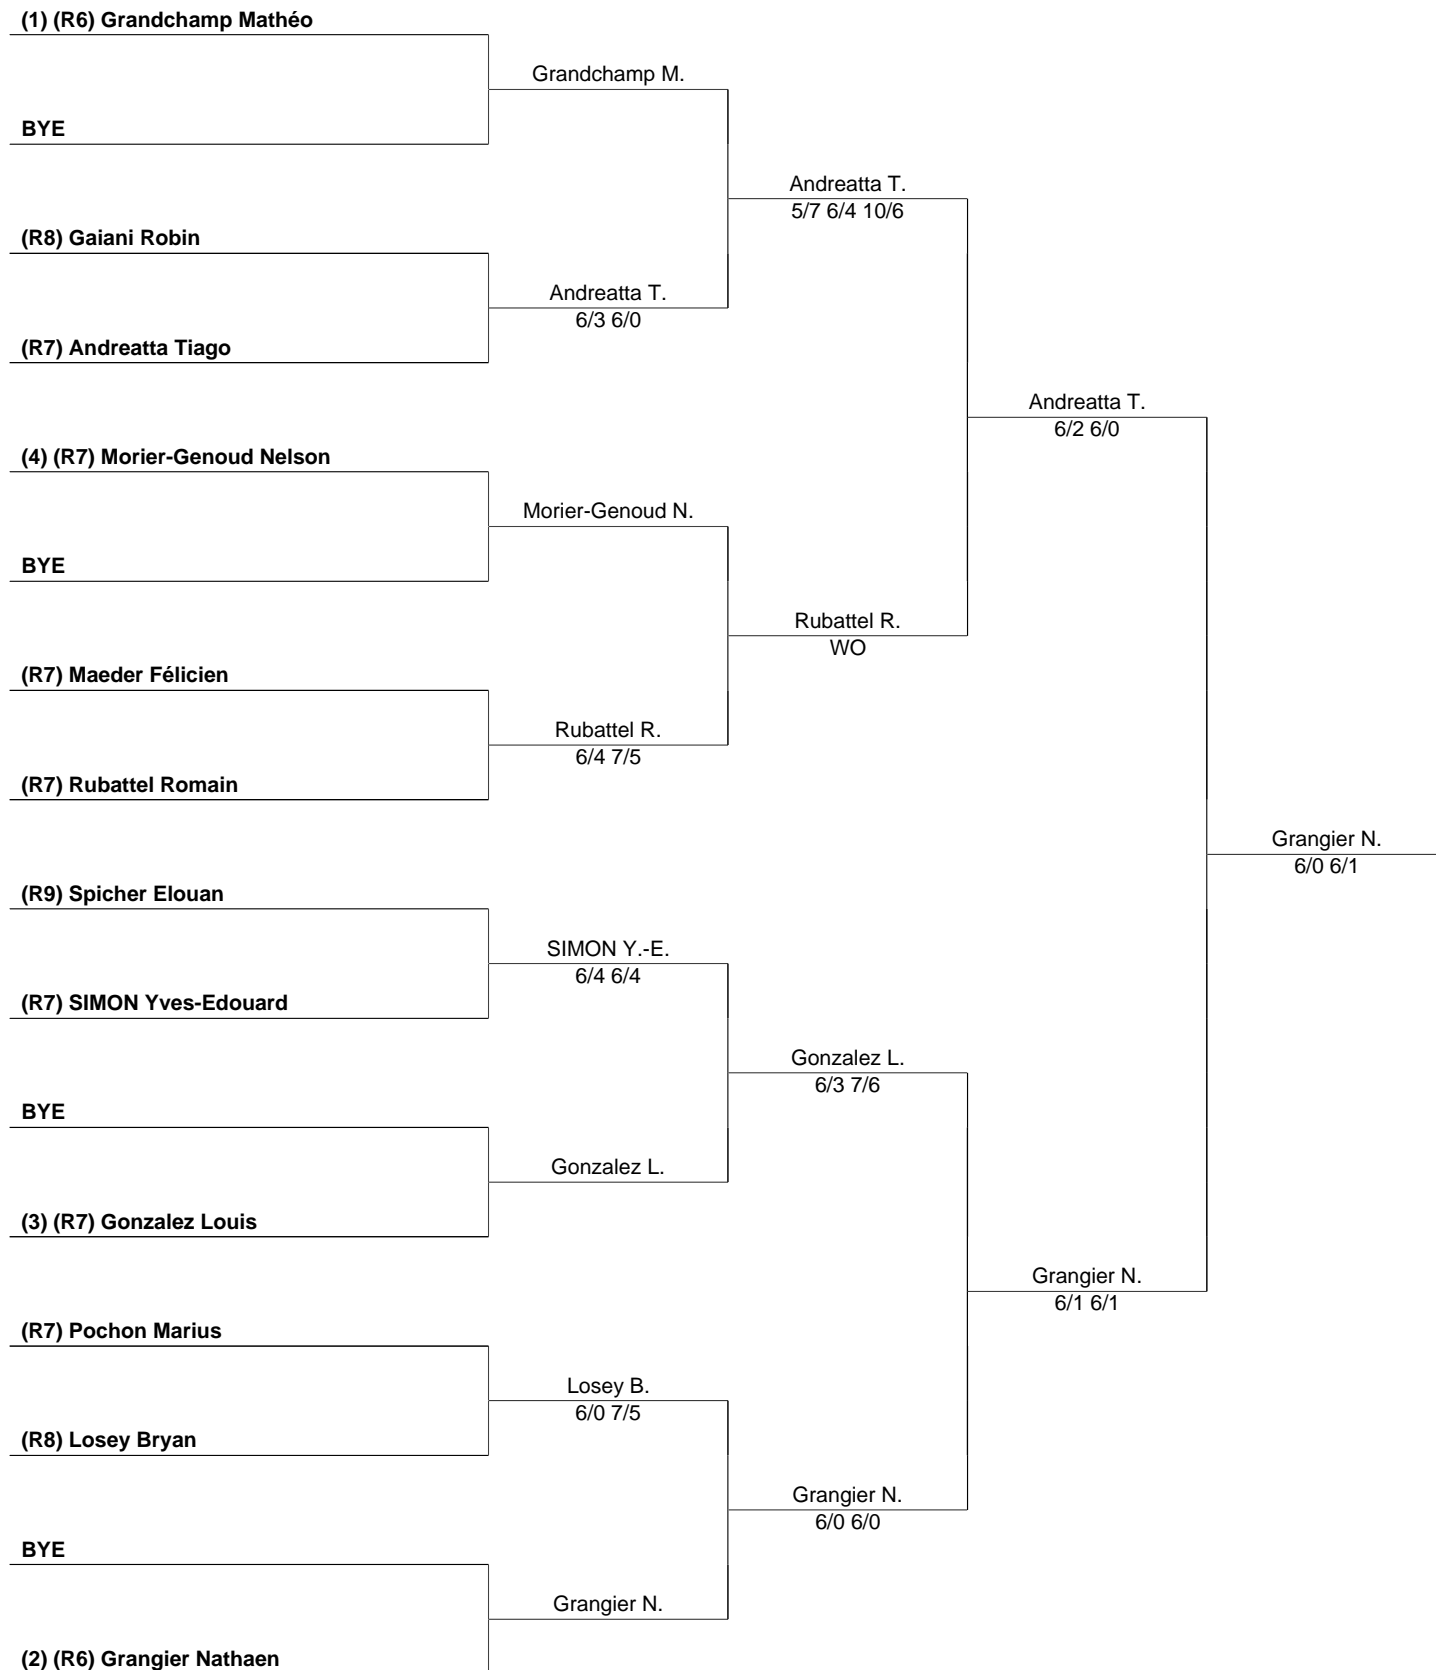 (1) (R6) Grandchamp Mathéo
Grandchamp M.
BYE
Andreatta T.
5/7 6/4 10/6
(R8) Gaiani Robin
Andreatta T.
6/3 6/0
(R7) Andreatta Tiago
Andreatta T.
6/2 6/0
(4) (R7) Morier-Genoud Nelson
Morier-Genoud N.
BYE
Rubattel R.
WO
(R7) Maeder Félicien
Rubattel R.
6/4 7/5
(R7) Rubattel Romain
Grangier N.
6/0 6/1
(R9) Spicher Elouan
SIMON Y.-E.
6/4 6/4
(R7) SIMON Yves-Edouard
Gonzalez L.
6/3 7/6
BYE
Gonzalez L.
(3) (R7) Gonzalez Louis
Grangier N.
6/1 6/1
(R7) Pochon Marius
Losey B.
6/0 7/5
(R8) Losey Bryan
Grangier N.
6/0 6/0
BYE
Grangier N.
(2) (R6) Grangier Nathaen